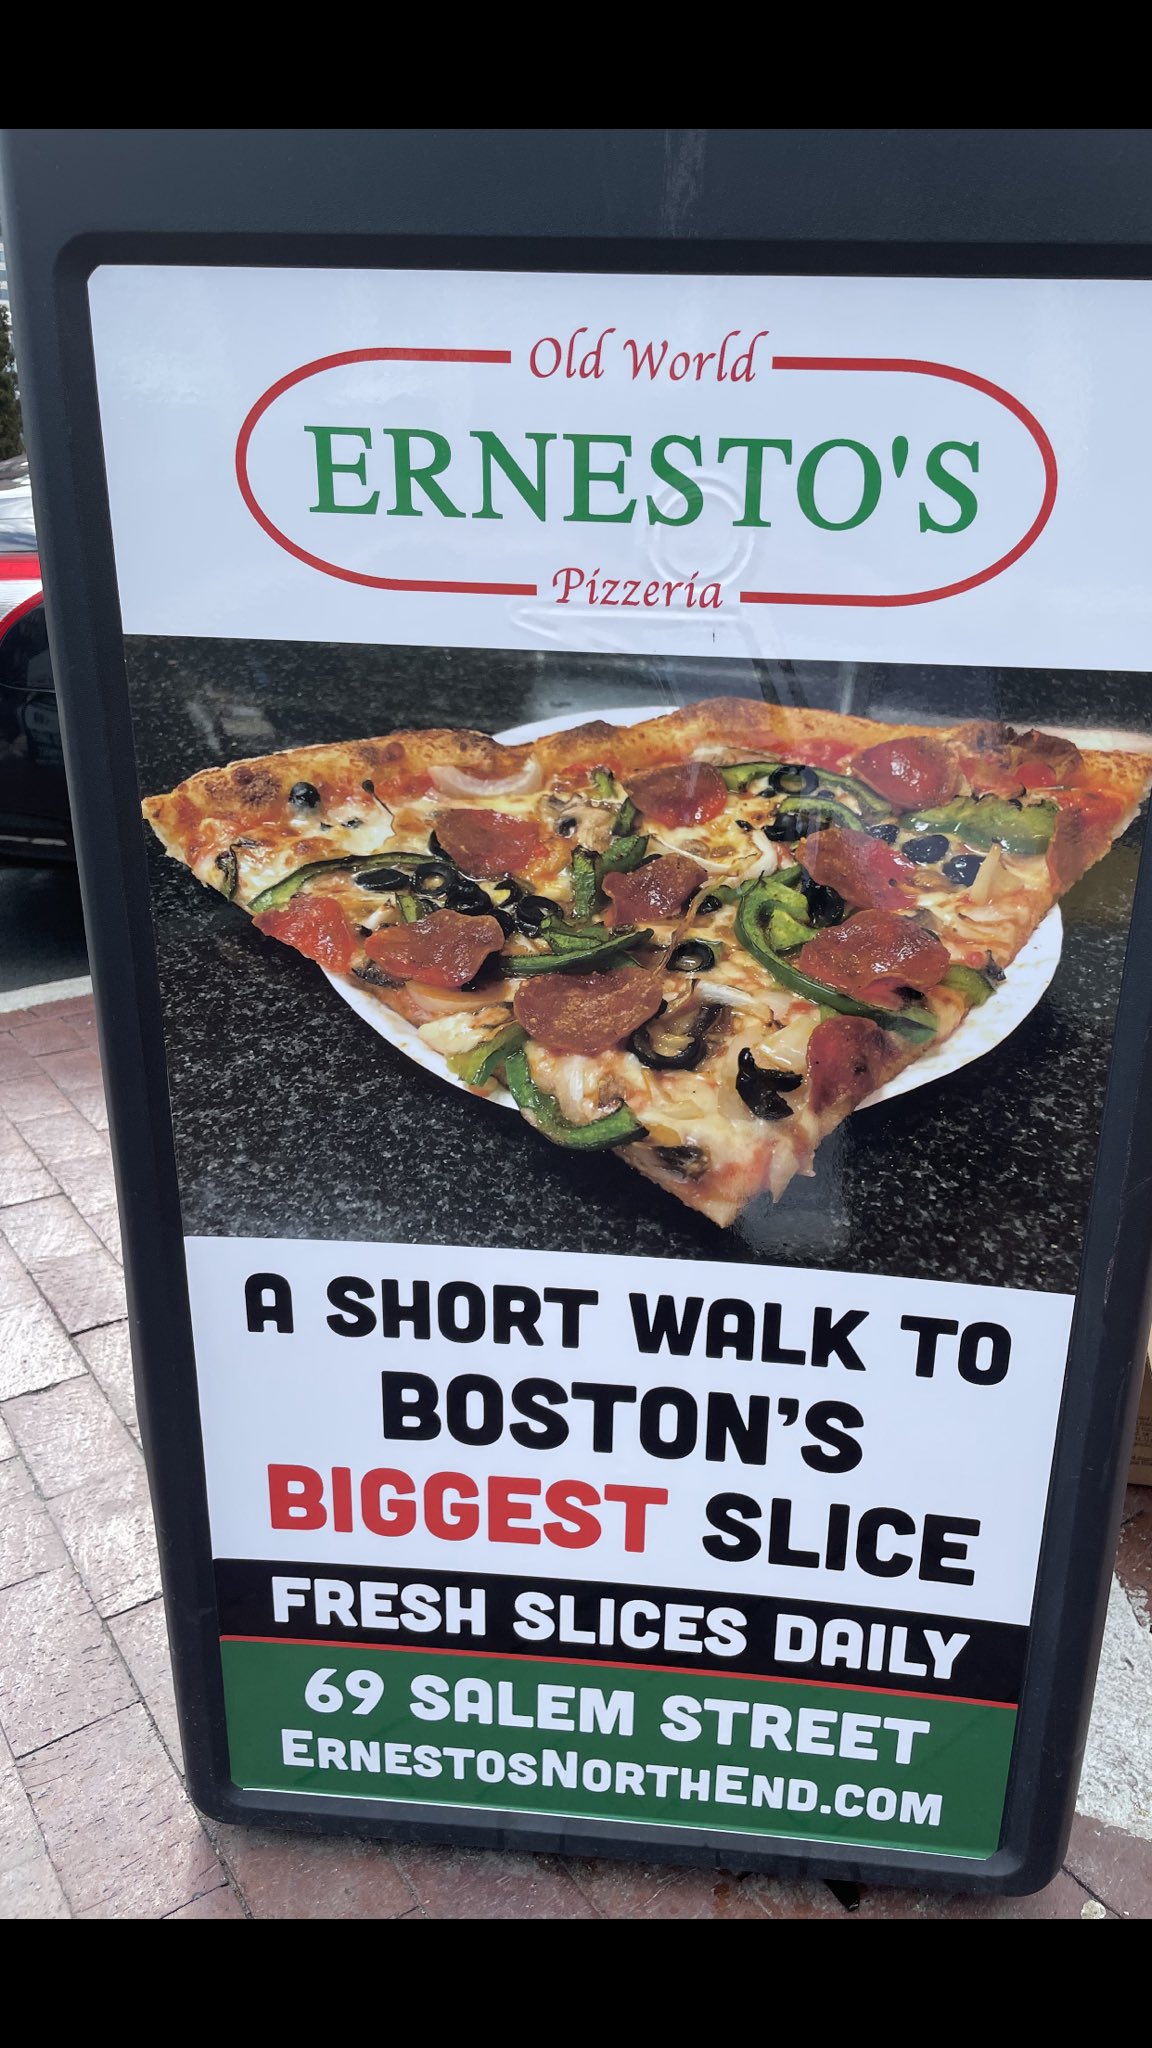 Old World
ERNESTO'S
Pizzeria
A SHORT WALK TO
BOSTON'S
BIGGEST SLICE
FRESH SLICES DAILY
69 SALEM STREET
ERNESTOSNORTHEND.COM